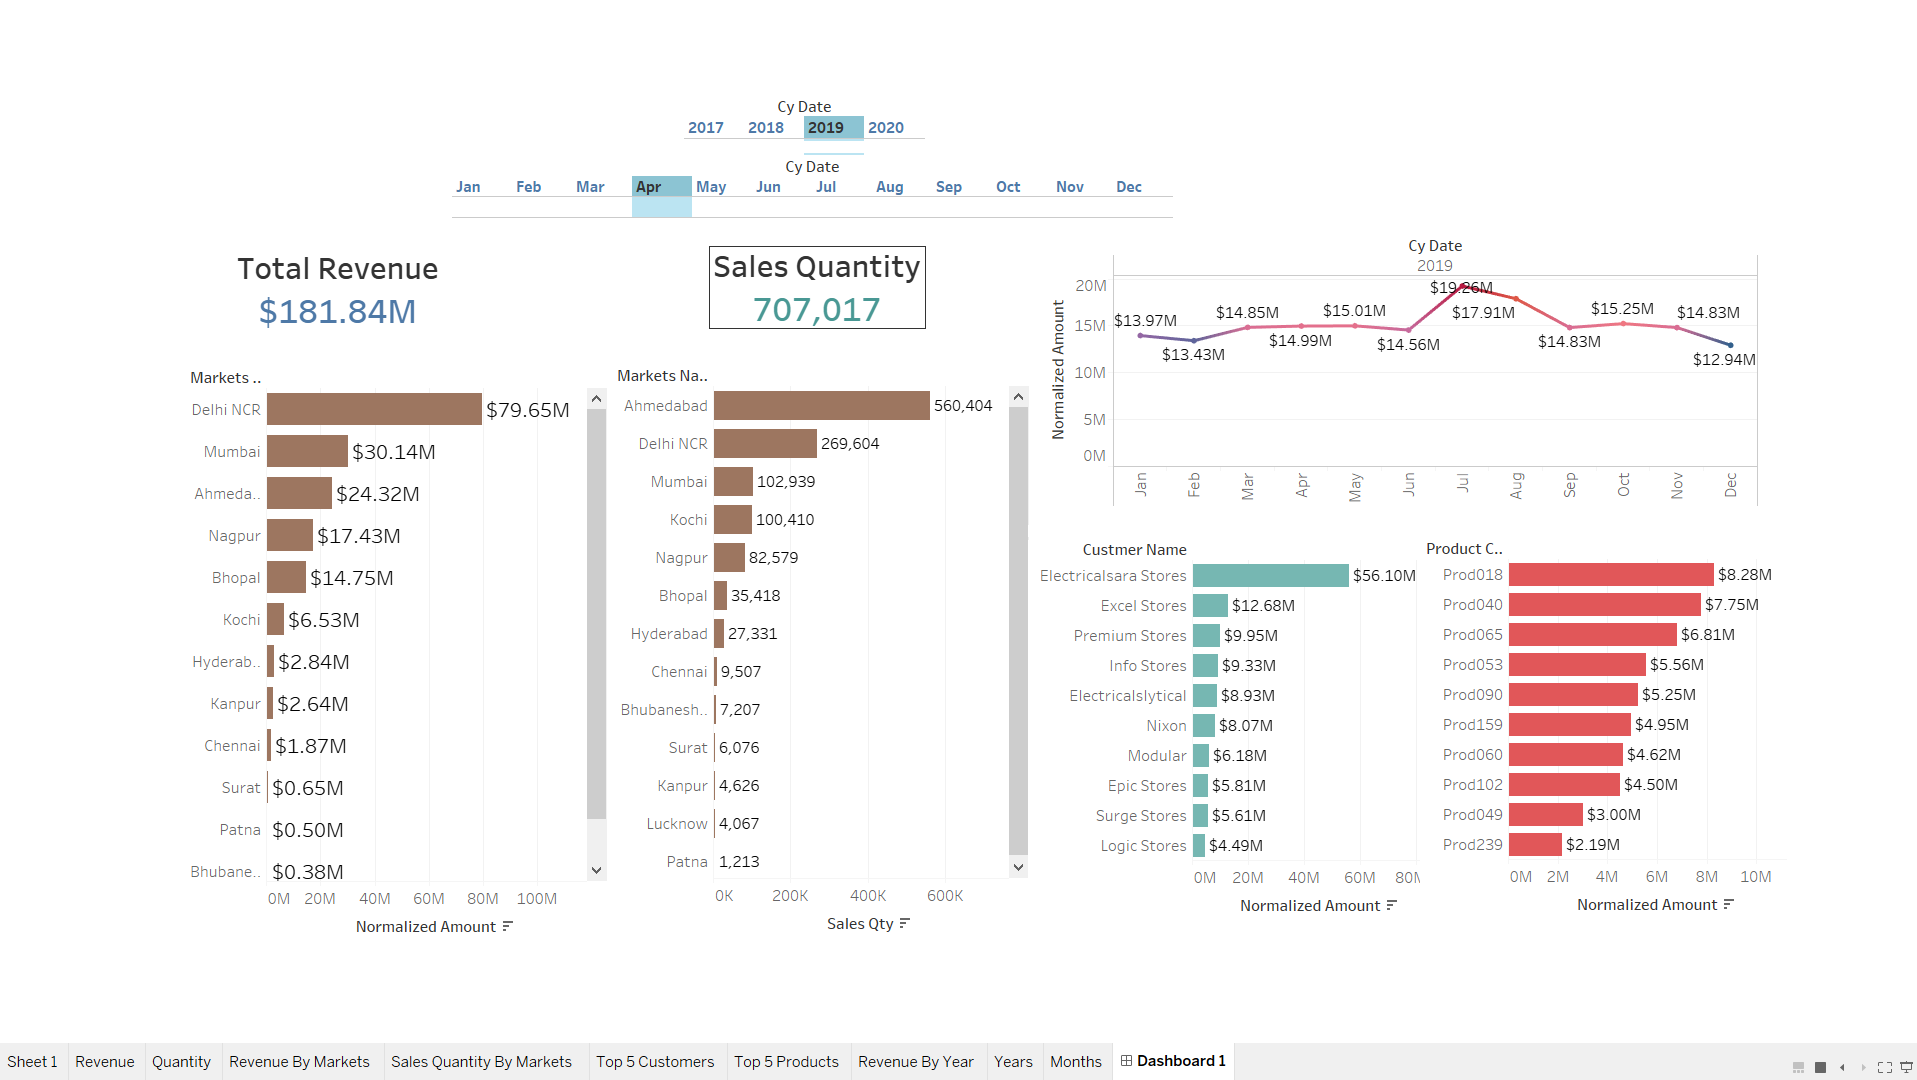 Cy Date
2017 2018 2019 2020
Cy Date
Jan Feb Mar Apr May Jun Jul Aug Sep Oct Nov Dec
Total Revenue
$181.84M
Sales Quantity
707,017
Markets ..
Delhi NCR $79.65M
Mumbai $30.14M
Ahmeda.. $24.32M
Nagpur $17.43M
Bhopal $14.75M
Kochi $6.53M
Hyderab.. $2.84M
Kanpur $2.64M
Chennai $1.87M
Surat $0.65M
Patna $0.50M
Bhubane.. $0.38M
0M 20M 40M 60M 80M 100M
Normalized Amount
Markets Na..
Ahmedabad 560,404
Delhi NCR 269,604
Mumbai 102,939
Kochi 100,410
Nagpur 82,579
Bhopal 35,418
Hyderabad 27,331
Chennai 9,507
Bhubanesh.. 7,207
Surat 6,076
Kanpur 4,626
Lucknow 4,067
Patna 1,213
0K 200K 400K 600K
Sales Qty
Cy Date
2019
Normalized Amount
20M
15M
10M
5M
0M
$13.97M
$13.43M
$14.85M
$14.99M
$15.01M
$14.56M
$19.26M
$17.91M
$14.83M
$15.25M
$14.83M
$12.94M
Jan Feb Mar Apr May Jun Jul Aug Sep Oct Nov Dec
Custmer Name
Electricalsara Stores $56.10M
Excel Stores $12.68M
Premium Stores $9.95M
Info Stores $9.33M
Electricalslytical $8.93M
Nixon $8.07M
Modular $6.18M
Epic Stores $5.81M
Surge Stores $5.61M
Logic Stores $4.49M
0M 20M 40M 60M 80M
Normalized Amount
Product C..
Prod018 $8.28M
Prod040 $7.75M
Prod065 $6.81M
Prod053 $5.56M
Prod090 $5.25M
Prod159 $4.95M
Prod060 $4.62M
Prod102 $4.50M
Prod049 $3.00M
Prod239 $2.19M
0M 2M 4M 6M 8M 10M
Normalized Amount
Sheet 1 Revenue Quantity Revenue By Markets Sales Quantity By Markets Top 5 Customers Top 5 Products Revenue By Year Years Months Dashboard 1